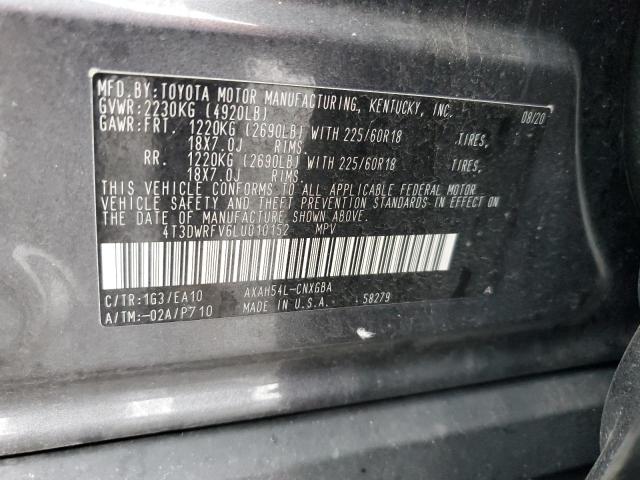 MFD.BY:TOYOTA MOTOR MANUFACTURING, KENTUCKY, INC. 08/20
GVWR:2230KG (4920LB)
GAWR:FRT. 1220KG (2690LB) WITH 225/60R18 TIRES,
18X7.0J RIMS.
RR. 1220KG (2690LB) WITH 225/60R18 TIRES,
18X7.0J RIMS.
THIS VEHICLE CONFORMS TO ALL APPLICABLE FEDERAL MOTOR
VEHICLE SAFETY AND THEFT PREVENTION STANDARDS IN EFFECT ON
THE DATE OF MANUFACTURE SHOWN ABOVE.
4T3DWRFV6LU010152 MPV
C/TR:1G3/EA10 AXAH54L-CNXGBA A
A/TM:-02A/P710 MADE IN U.S.A. 58279